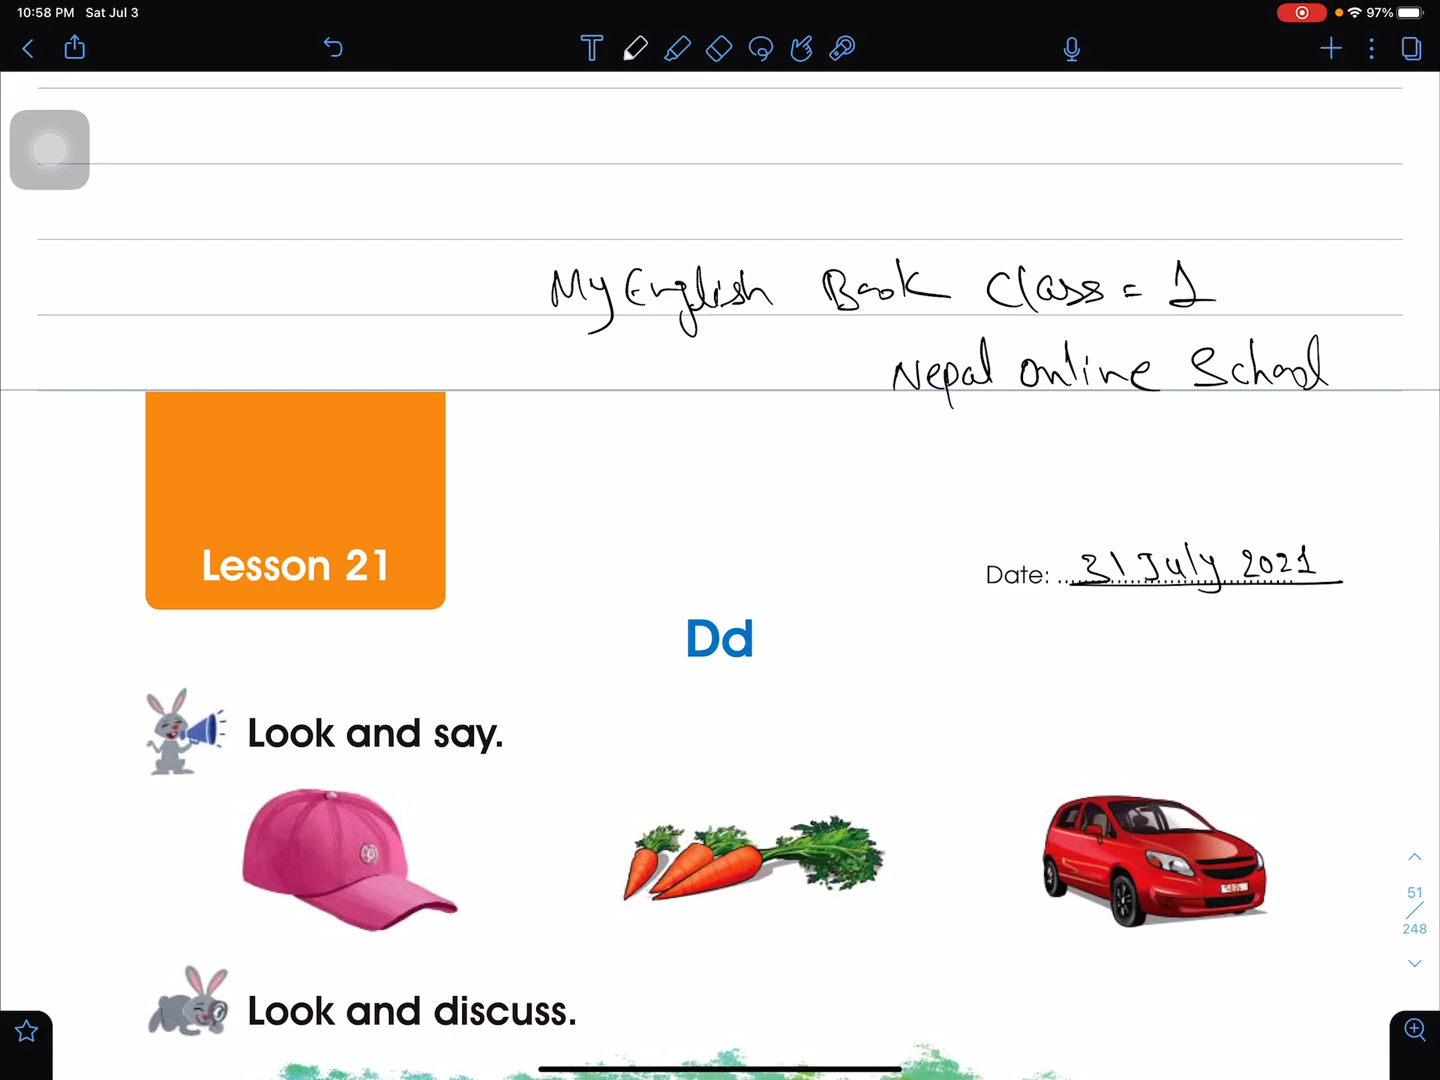 10:58 PM Sat Jul 3
97%
My English Book Class = 1
Nepal online School
Lesson 21
Date: 31 July 2021
Dd
Look and say.
51
248
Look and discuss.